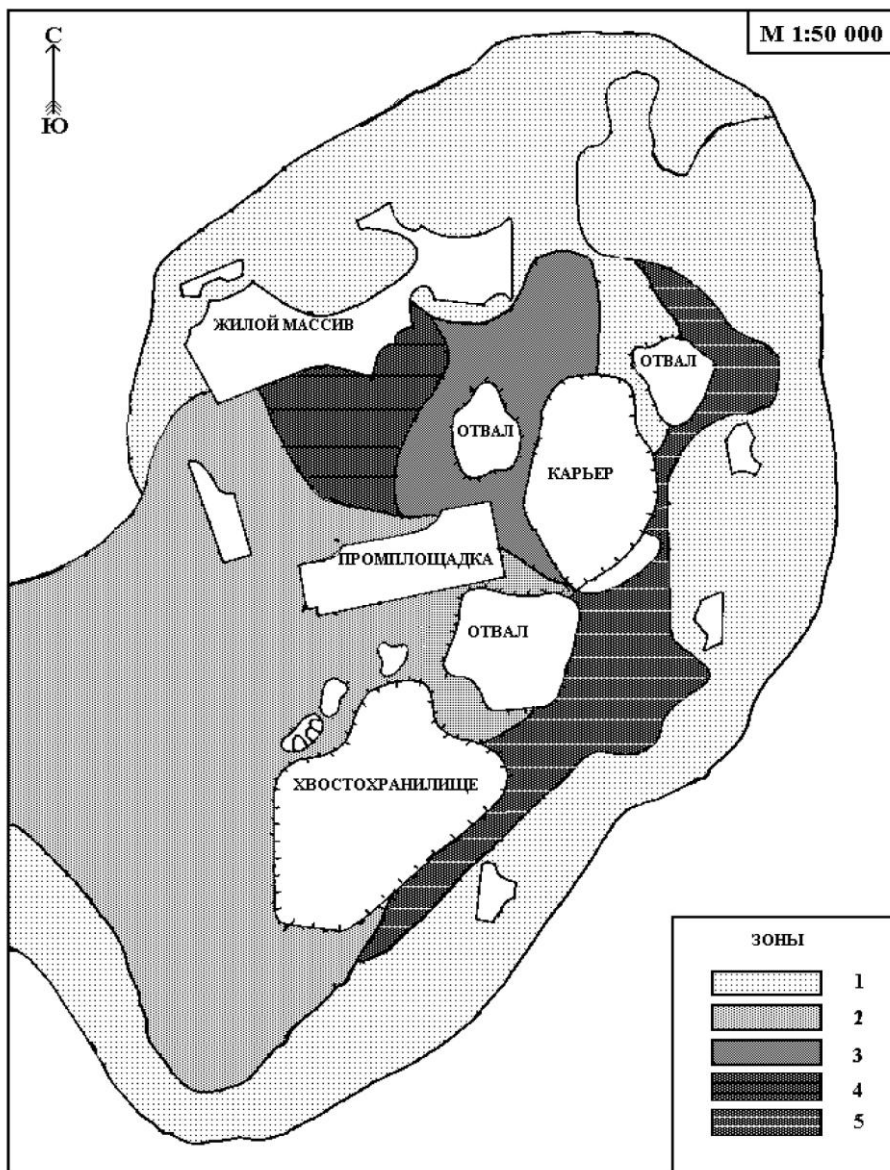 М 1:50 000
С
Ю
ЖИЛОЙ МАССИВ
ОТВАЛ
ОТВАЛ
КАРЬЕР
ПРОМПЛОЩАДКА
ОТВАЛ
ХВОСТОХРАНИЛИЩЕ
ЗОНЫ
1
2
3
4
5